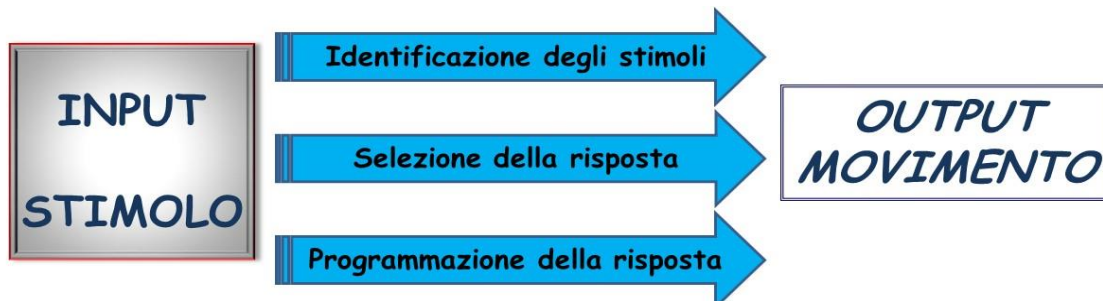 INPUT
STIMOLO
Identificazione degli stimoli
Selezione della risposta
Programmazione della risposta
OUTPUT
MOVIMENTO